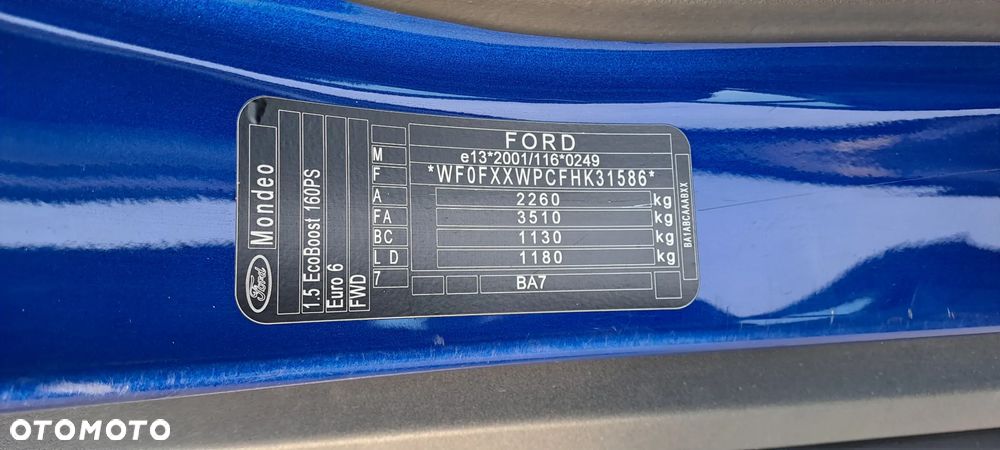 Ford
Mondeo
1.5 EcoBoost 160PS
Euro 6
FWD
FORD
M e13*2001/116*0249
F *WF0FXXWPCFHK31586*
A 2260 kg
FA 3510 kg
BC 1130 kg
L D 1180 kg
7 BA7
BA1ABCAAABXX
OTOMOTO